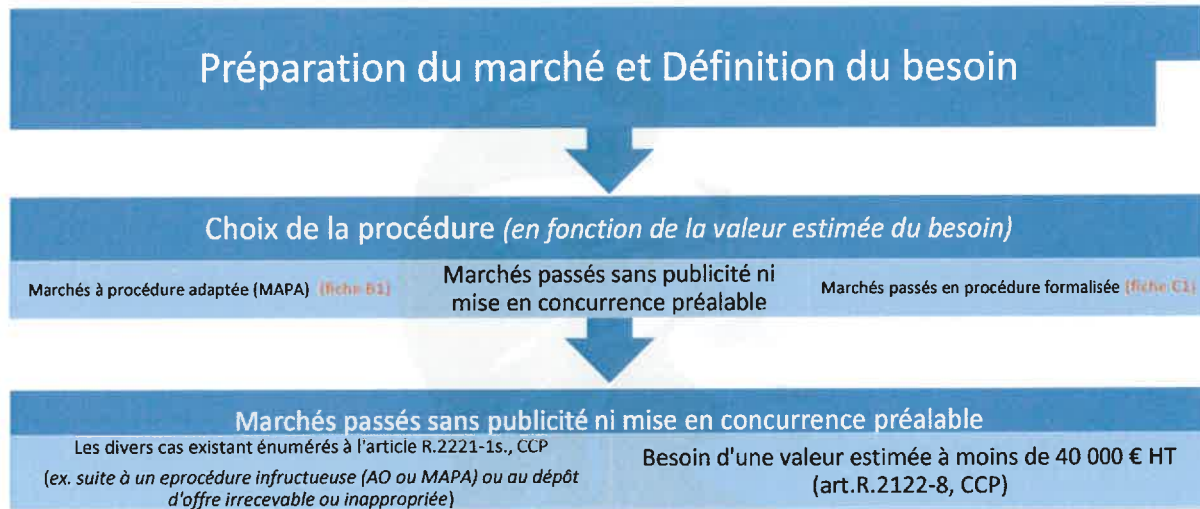 Préparation du marché et Définition du besoin
Choix de la procédure (en fonction de la valeur estimée du besoin)
Marchés à procédure adaptée (MAPA) (fiche B1)
Marchés passés sans publicité ni
mise en concurrence préalable
Marchés passés en procédure formalisée (fiche C1)
Marchés passés sans publicité ni mise en concurrence préalable
Les divers cas existant énumérés à l'article R.2221-1s., CCP
(ex. suite à un eprocédure infructueuse (AO ou MAPA) ou au dépôt
d'offre irrecevable ou inappropriée)
Besoin d'une valeur estimée à moins de 40 000 € HT
(art.R.2122-8, CCP)